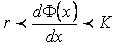 r ≺ dΦ(x)/dx ≺ K